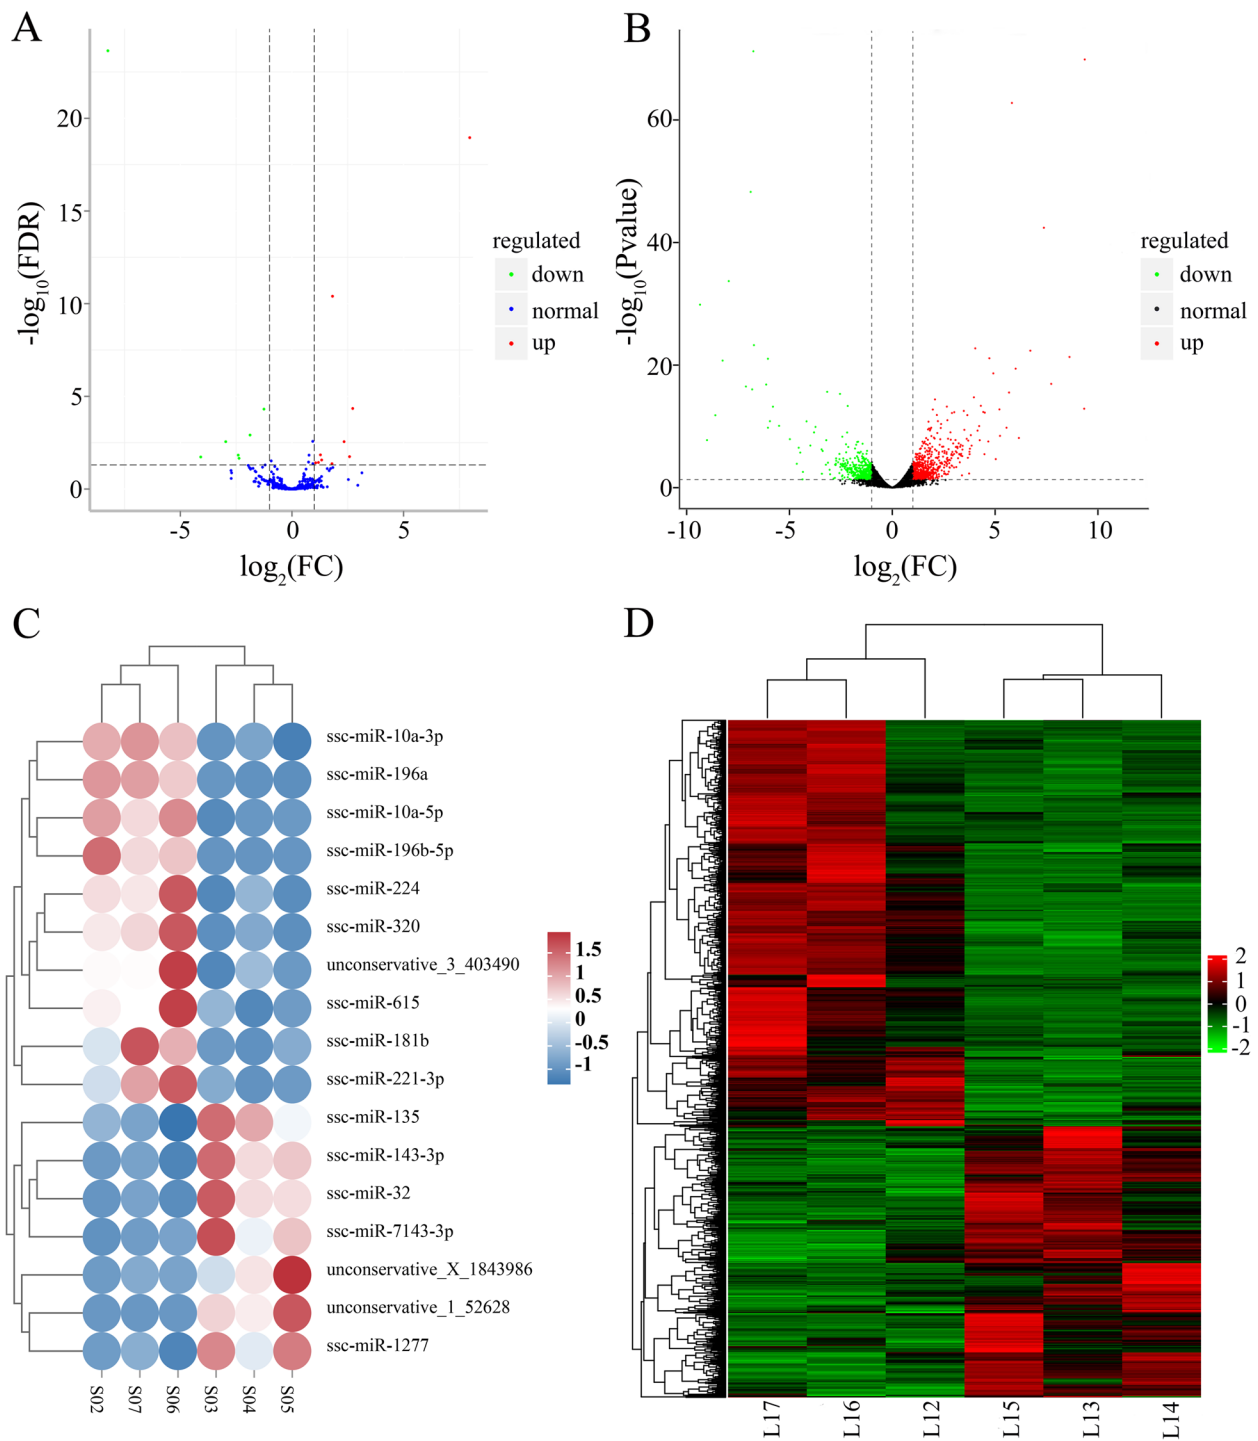 A
-log10(FDR)
20
15
10
5
0
-5
0
5
log2(FC)
regulated
down
normal
up
B
-log10(Pvalue)
60
40
20
0
-10
-5
0
5
10
log2(FC)
regulated
down
normal
up
C
ssc-miR-10a-3p
ssc-miR-196a
ssc-miR-10a-5p
ssc-miR-196b-5p
ssc-miR-224
ssc-miR-320
unconservative_3_403490
ssc-miR-615
ssc-miR-181b
ssc-miR-221-3p
ssc-miR-135
ssc-miR-143-3p
ssc-miR-32
ssc-miR-7143-3p
unconservative_X_1843986
unconservative_1_52628
ssc-miR-1277
S02
S07
S06
S03
S04
S05
1.5
1
0.5
0
-0.5
-1
D
L17
L16
L12
L15
L13
L14
2
1
0
-1
-2